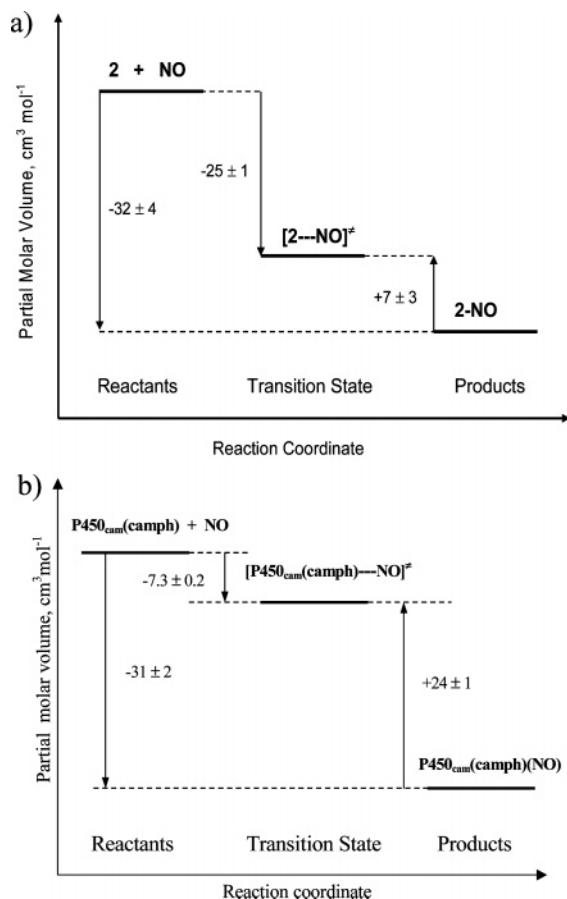 a)
Partial Molar Volume, cm³ mol⁻¹
2 + NO
-25 ± 1
-32 ± 4
[2---NO]≠
+7 ± 3
2-NO
Reactants Transition State Products
Reaction Coordinate
b)
Partial molar volume, cm³mol⁻¹
P450cam(camph) + NO
-7.3 ± 0.2
[P450cam(camph)---NO]≠
-31 ± 2
+24 ± 1
P450cam(camph)(NO)
Reactants Transition State Products
Reaction coordinate